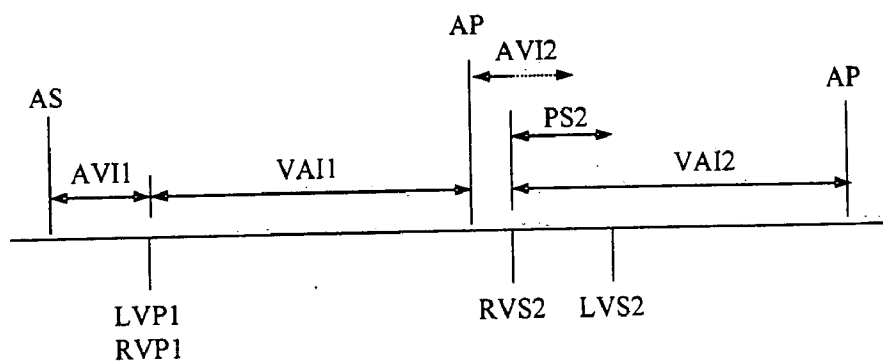 AP
AVI2
AS
AP
PS2
AVI1
VAI1
VAI2
LVP1
RVP1
RVS2
LVS2